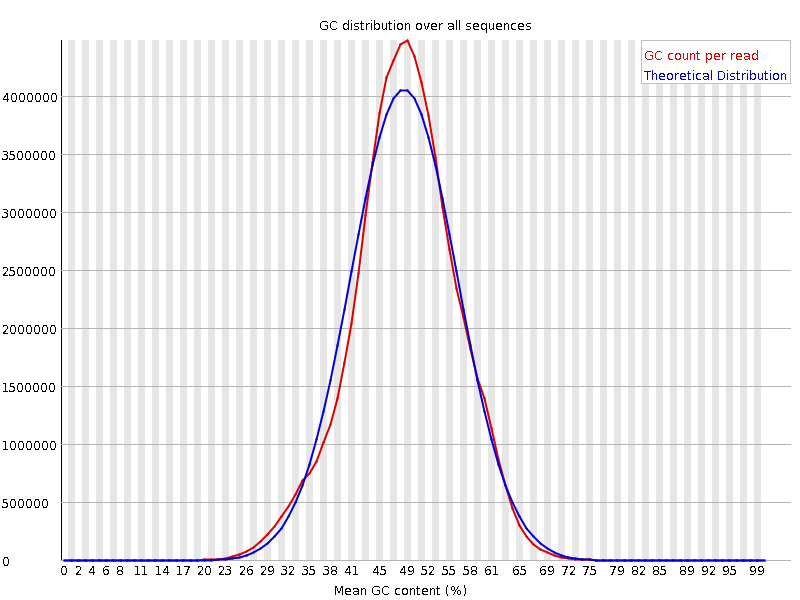 GC distribution over all sequences
GC count per read
Theoretical Distribution
4000000
3500000
3000000
2500000
2000000
1500000
1000000
500000
0
0 2 4 6 8 11 14 17 20 23 26 29 32 35 38 41 45 49 52 55 58 61 65 69 72 75 79 82 85 89 92 95 99
Mean GC content (%)